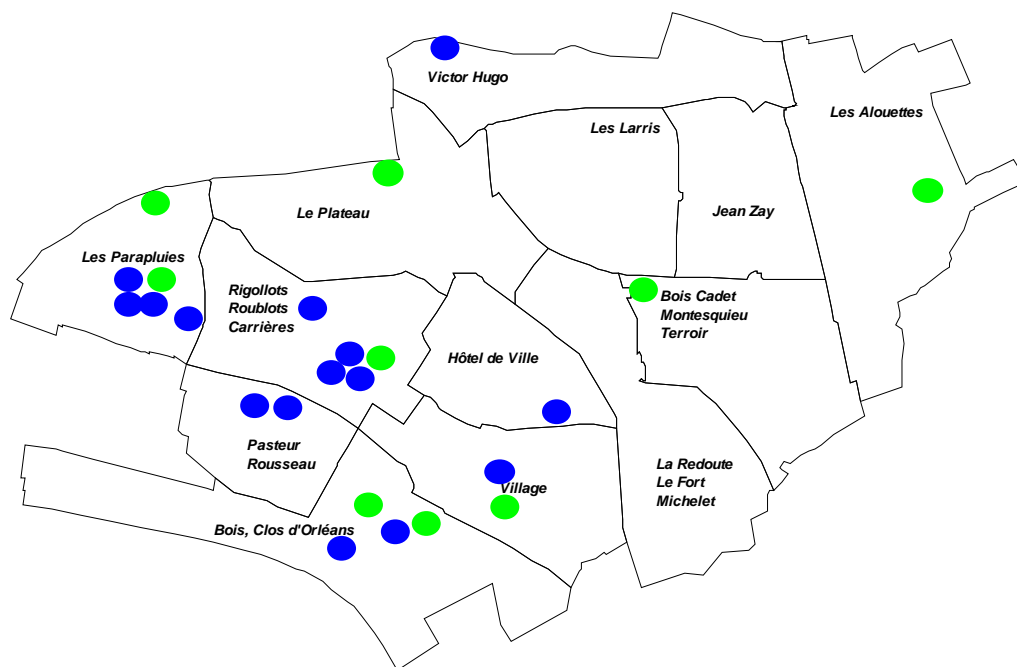 Victor Hugo
Les Alouettes
Les Larris
Le Plateau
Jean Zay
Les Parapluies
Rigollots
Roublots
Carrières
Bois Cadet
Montesquieu
Terroir
Hôtel de Ville
Pasteur
Rousseau
La Redoute
Le Fort
Michelet
Village
Bois, Clos d'Orléans